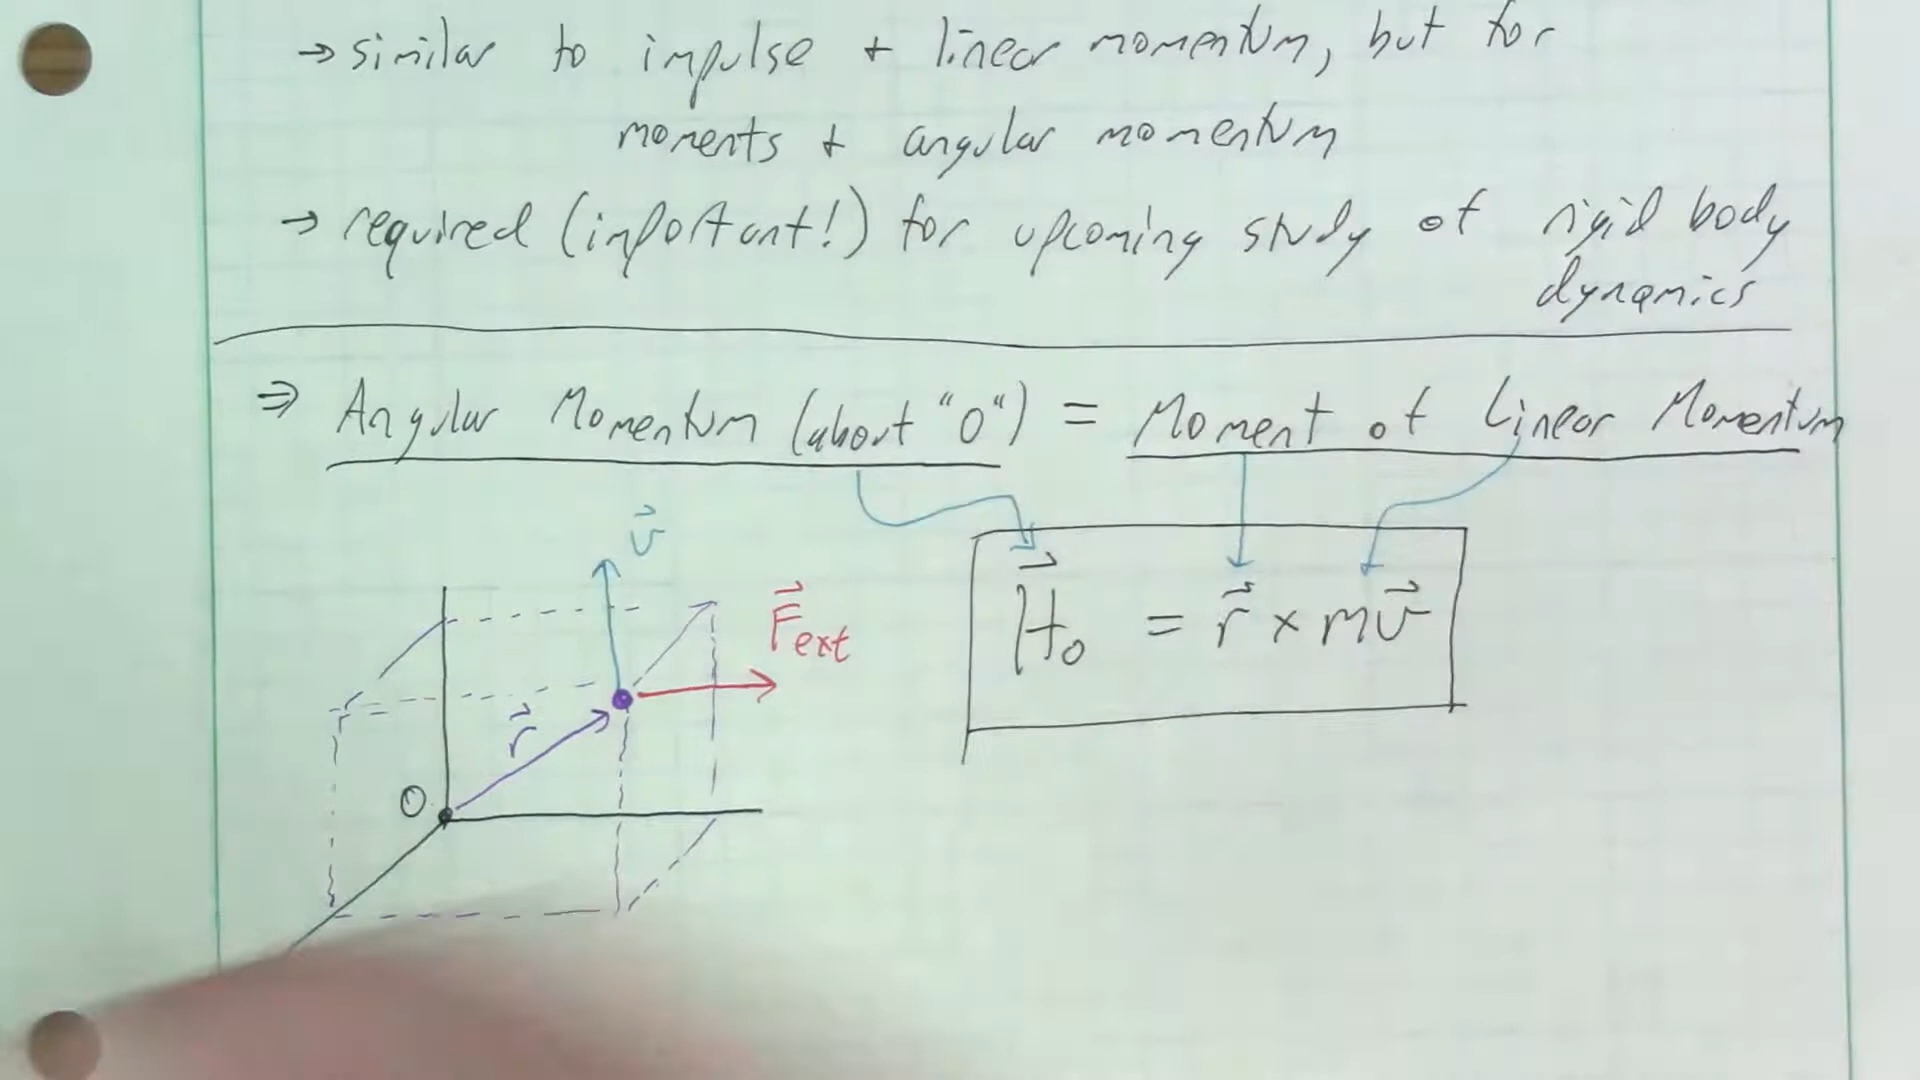 → similar to impulse + linear momentum, but for
moments + angular momentum
→ required (important!) for upcoming study of rigid body
dynamics
⇒ Angular Momentum (about "O") = Moment of Linear Momentum
v⃗
F⃗ext
H⃗o = r⃗ × mv⃗
r⃗
O